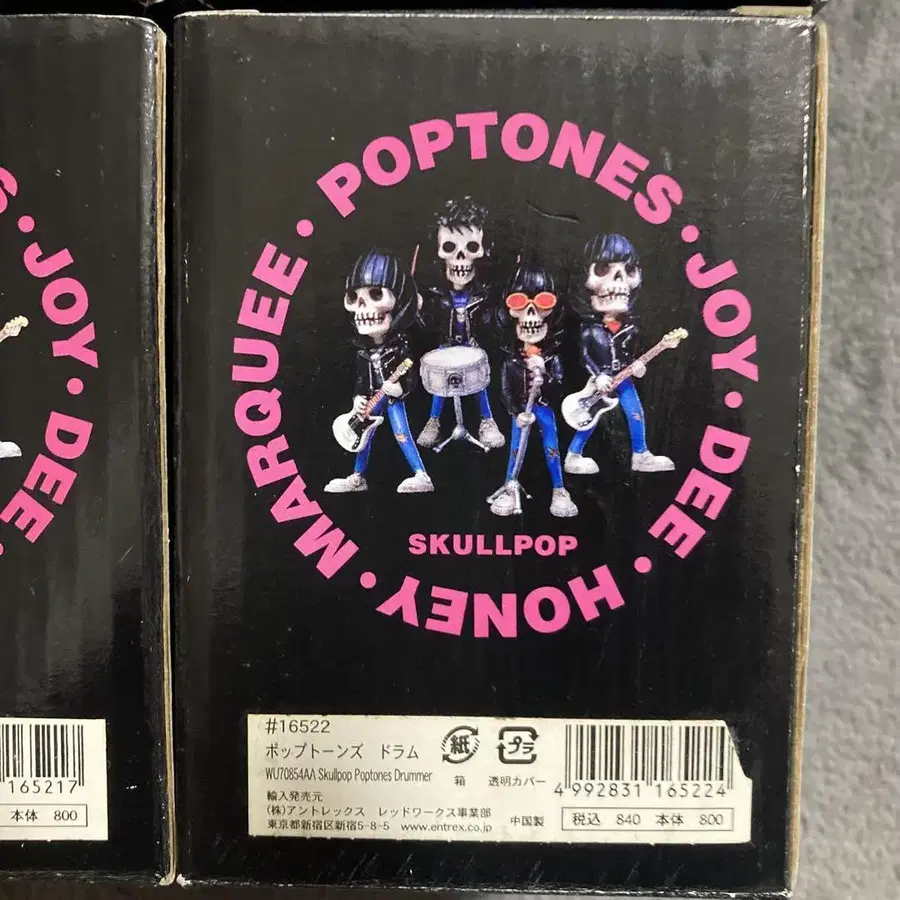 S • JOY • DEE •
165217
本体 800
POPTONES • JOY • DEE • HONEY • MARQUEE •
SKULLPOP
#16522
ポップトーンズ ドラム
WU70854AA Skullpop Poptones Drummer
紙
箱
プラ
透明カバー
輸入発売元
(株)アントレックス レッドワークス事業部
東京都新宿区新宿5-8-5 www.entrex.co.jp
中国製
4 992831 165224
税込 840 本体 800